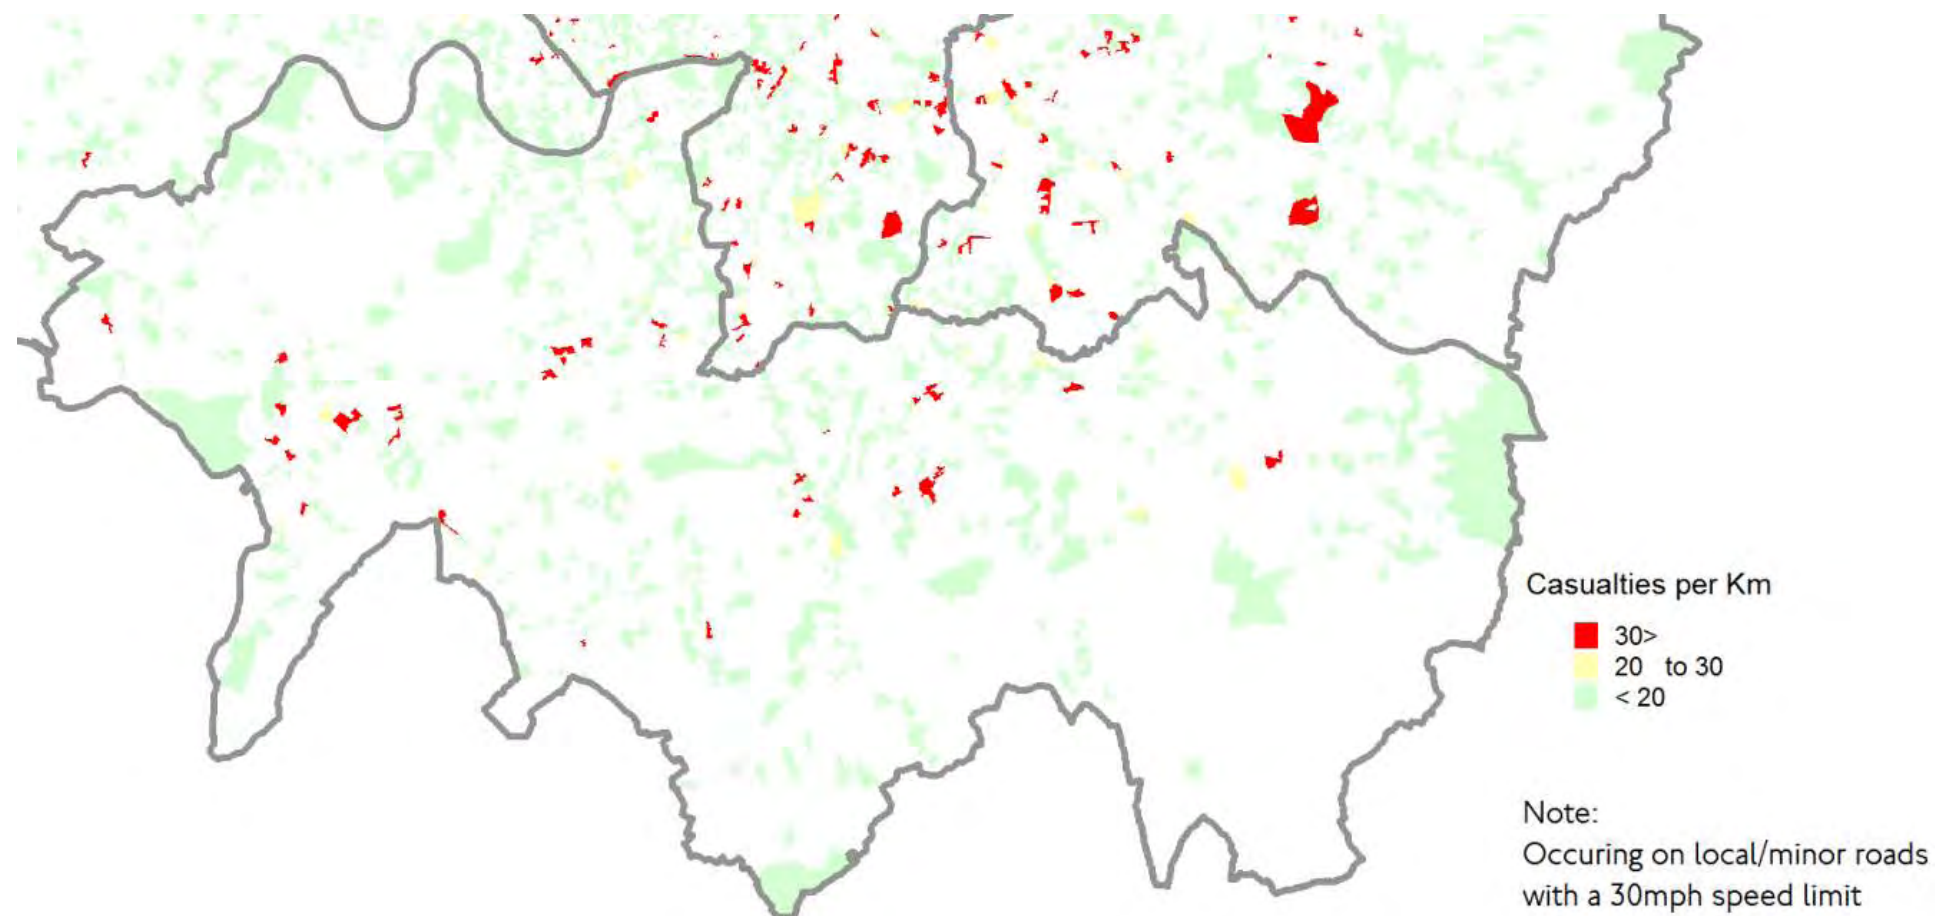 Casualties per Km
30>
20 to 30
< 20
Note:
Occuring on local/minor roads
with a 30mph speed limit